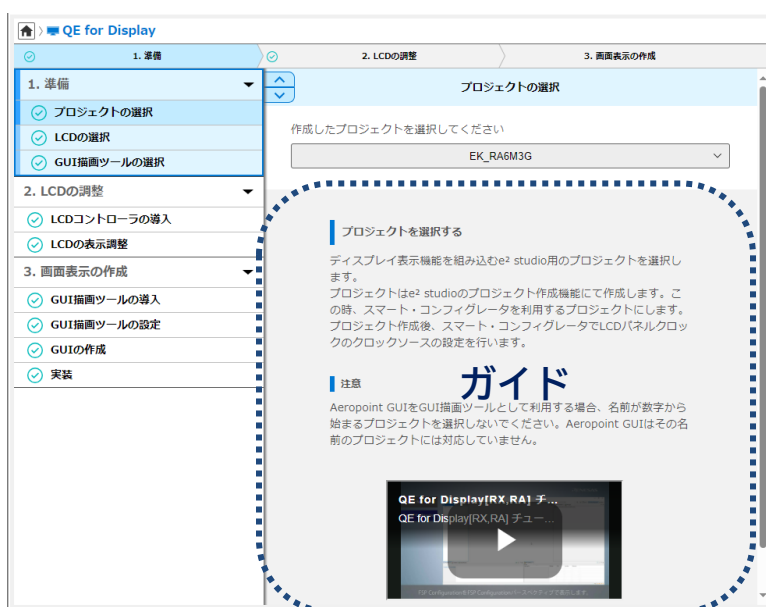 QE for Display
1. 準備
2. LCDの調整
3. 画面表示の作成
1. 準備
プロジェクトの選択
LCDの選択
GUI描画ツールの選択
2. LCDの調整
LCDコントローラの導入
LCDの表示調整
3. 画面表示の作成
GUI描画ツールの導入
GUI描画ツールの設定
GUIの作成
実装
プロジェクトの選択
作成したプロジェクトを選択してください
EK_RA6M3G
プロジェクトを選択する
ディスプレイ表示機能を組み込むe² studio用のプロジェクトを選択し
ます。
プロジェクトはe² studioのプロジェクト作成機能にて作成します。こ
の時、スマート・コンフィグレータを利用するプロジェクトにします。
プロジェクト作成後、スマート・コンフィグレータでLCDパネルクロッ
クのクロックソースの設定を行います。
ガイド
注意
Aeropoint GUIをGUI描画ツールとして利用する場合、名前が数字から
始まるプロジェクトを選択しないでください。Aeropoint GUIはその名
前のプロジェクトには対応していません。
QE for Display[RX,RA] チ...
QE for Display[RX,RA] チュー...